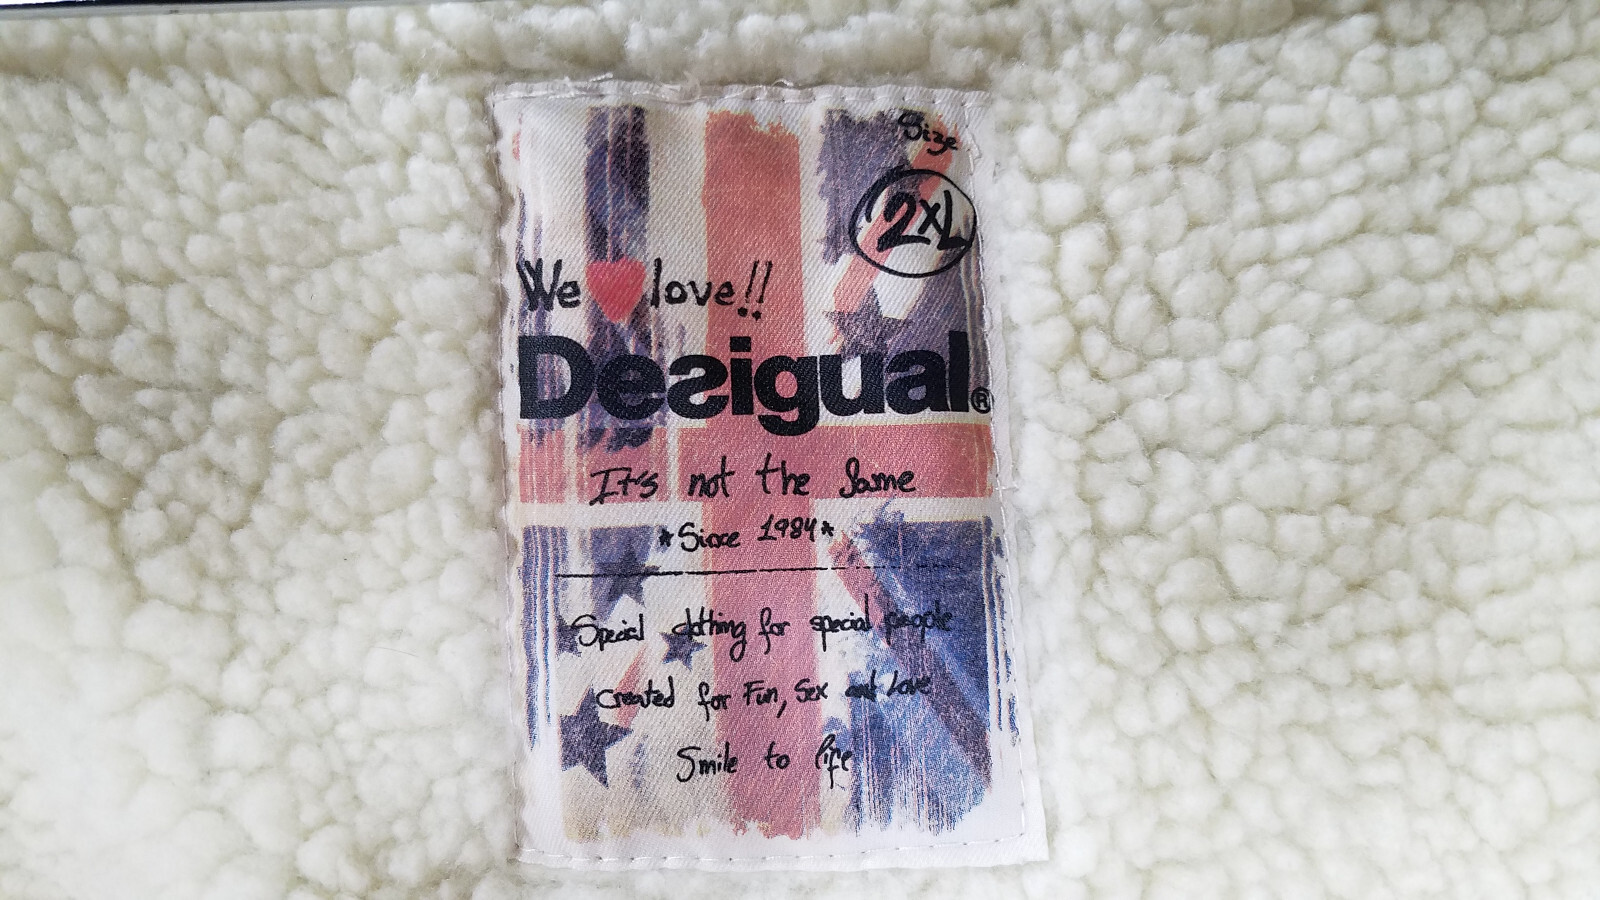 Size
2XL
We love!!
Desigual®
It's not the same
*Since 1984*
Special clothing for special people
created for Fun, Sex and Love
Smile to life